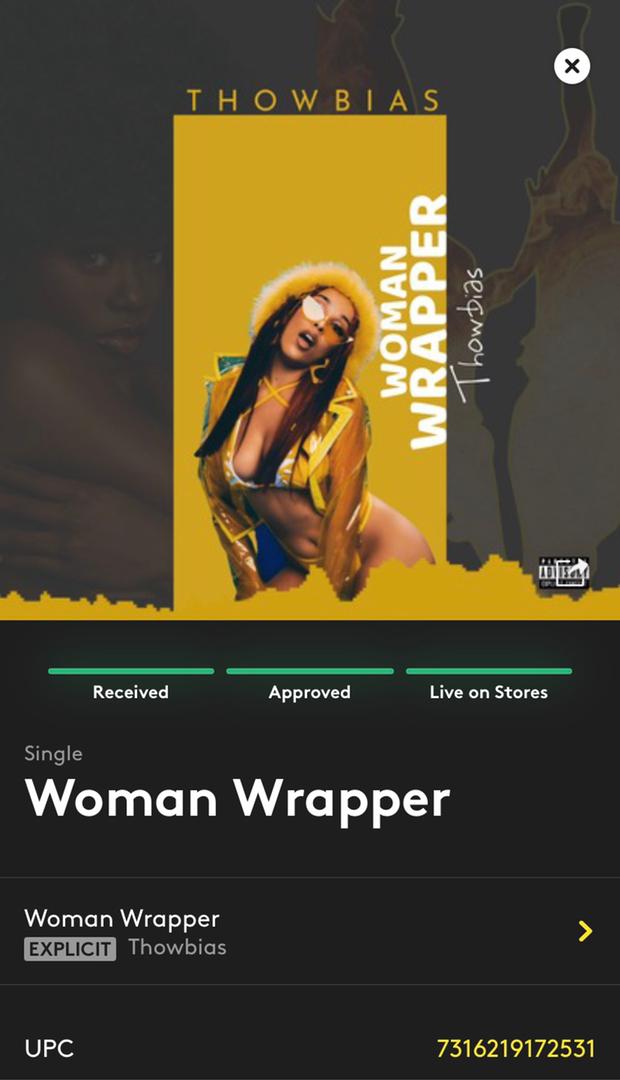 THOWBIAS
WOMAN
WRAPPER
Thowbias
Received
Approved
Live on Stores
Single
Woman Wrapper
Woman Wrapper
EXPLICIT Thowbias
UPC 7316219172531